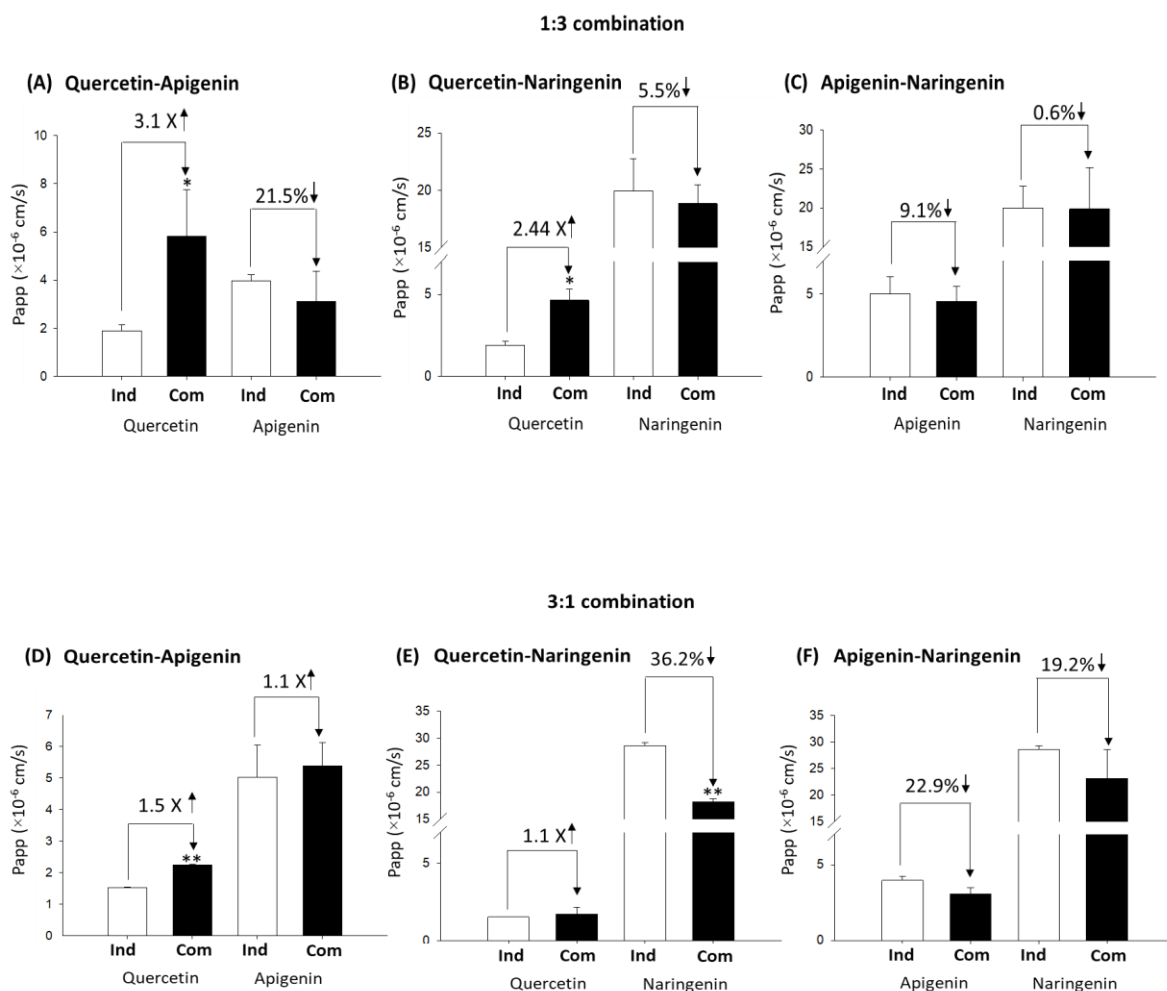 1:3 combination
(A) Quercetin-Apigenin
3.1 X
*
21.5%
10
8
6
4
2
0
Papp (×10-6 cm/s)
Ind Com Ind Com
Quercetin Apigenin
(B) Quercetin-Naringenin
5.5%
2.44 X
*
25
20
15
5
0
Papp (×10-6 cm/s)
Ind Com Ind Com
Quercetin Naringenin
(C) Apigenin-Naringenin
0.6%
9.1%
30
25
20
15
5
0
Papp (×10-6 cm/s)
Ind Com Ind Com
Apigenin Naringenin
3:1 combination
(D) Quercetin-Apigenin
1.1 X
1.5 X
**
7
6
5
4
3
2
1
0
Papp (×10-6 cm/s)
Ind Com Ind Com
Quercetin Apigenin
(E) Quercetin-Naringenin
36.2%
**
1.1 X
35
30
25
20
15
5
0
Papp (×10-6 cm/s)
Ind Com Ind Com
Quercetin Naringenin
(F) Apigenin-Naringenin
19.2%
22.9%
35
30
25
20
15
5
0
Papp (×10-6 cm/s)
Ind Com Ind Com
Apigenin Naringenin